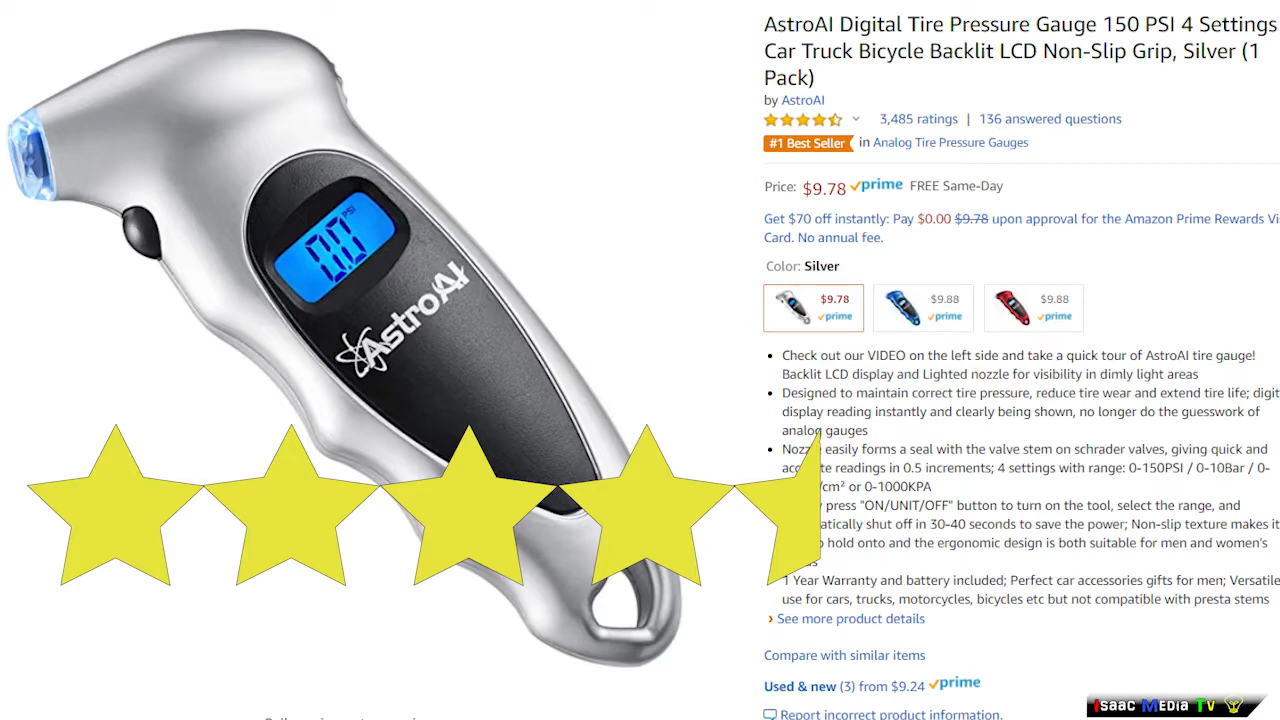 AstroAI Digital Tire Pressure Gauge 150 PSI 4 Settings
Car Truck Bicycle Backlit LCD Non-Slip Grip, Silver (1
Pack)
by AstroAI
3,485 ratings | 136 answered questions
#1 Best Seller in Analog Tire Pressure Gauges
Price: $9.78 prime FREE Same-Day
Get $70 off instantly: Pay $0.00 $9.78 upon approval for the Amazon Prime Rewards Vi
Card. No annual fee.
Color: Silver
$9.78
prime
$9.88
prime
$9.88
prime
Check out our VIDEO on the left side and take a quick tour of AstroAI tire gauge!
Backlit LCD display and Lighted nozzle for visibility in dimly light areas
Designed to maintain correct tire pressure, reduce tire wear and extend tire life; digit
display reading instantly and clearly being shown, no longer do the guesswork of
analog gauges
easily forms a seal with the valve stem on schrader valves, giving quick and
readings in 0.5 increments; 4 settings with range: 0-150PSI / 0-10Bar / 0-
/cm² or 0-1000KPA
press "ON/UNIT/OFF" button to turn on the tool, select the range, and
atically shut off in 30-40 seconds to save the power; Non-slip texture makes it
hold onto and the ergonomic design is both suitable for men and women's
1 Year Warranty and battery included; Perfect car accessories gifts for men; Versatile
use for cars, trucks, motorcycles, bicycles etc but not compatible with presta stems
› See more product details
Compare with similar items
Used & new (3) from $9.24 prime
Report incorrect product information.
0.0 PSI
AstroAI
Isaac Media Tv